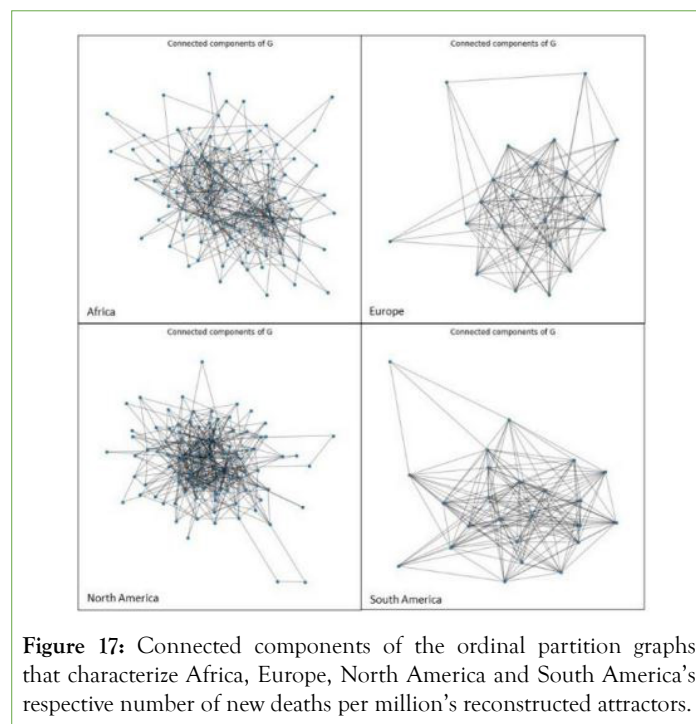 Connected components of G
Connected components of G
Africa
Europe
Connected components of G
Connected components of G
North America
South America
Figure 17: Connected components of the ordinal partition graphs
that characterize Africa, Europe, North America and South America’s
respective number of new deaths per million’s reconstructed attractors.